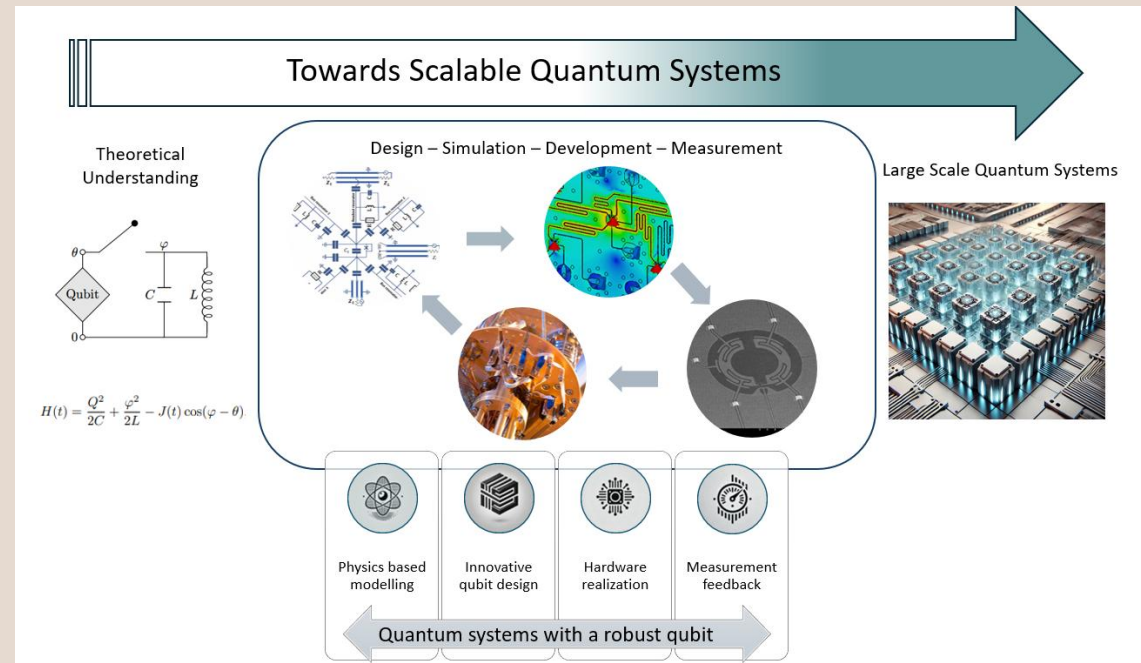 Towards Scalable Quantum Systems
Theoretical
Understanding
θ
φ
Qubit
C
L
0
H(t) = Q²/2C + φ²/2L − J(t) cos(φ − θ)
Design – Simulation – Development – Measurement
Large Scale Quantum Systems
Physics based
modelling
Innovative
qubit design
Hardware
realization
Measurement
feedback
Quantum systems with a robust qubit